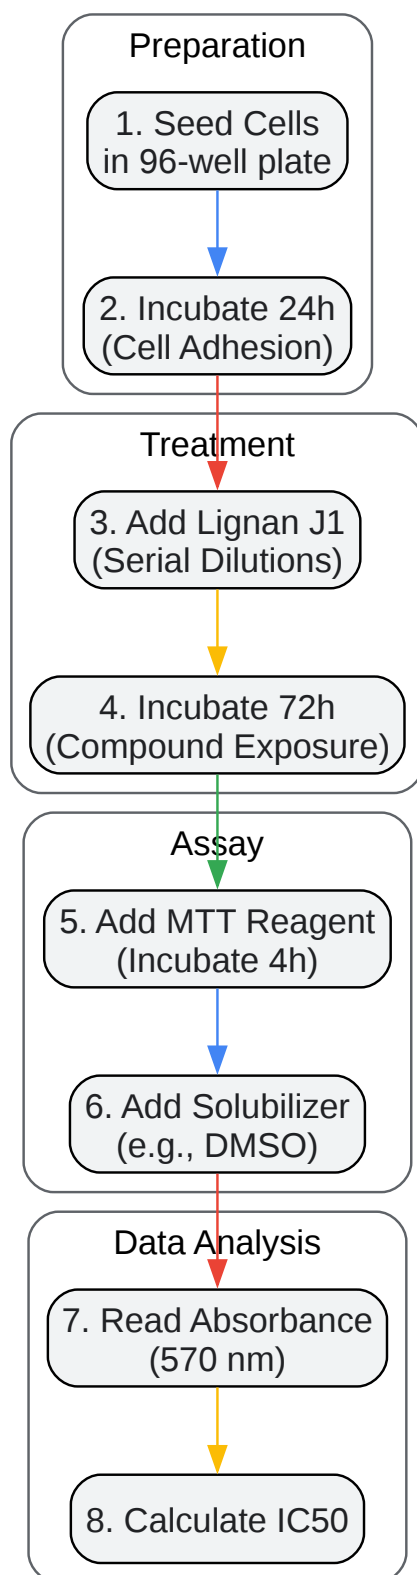 Preparation
1. Seed Cells
in 96-well plate
2. Incubate 24h
(Cell Adhesion)
Treatment
3. Add Lignan J1
(Serial Dilutions)
4. Incubate 72h
(Compound Exposure)
Assay
5. Add MTT Reagent
(Incubate 4h)
6. Add Solubilizer
(e.g., DMSO)
Data Analysis
7. Read Absorbance
(570 nm)
8. Calculate IC50